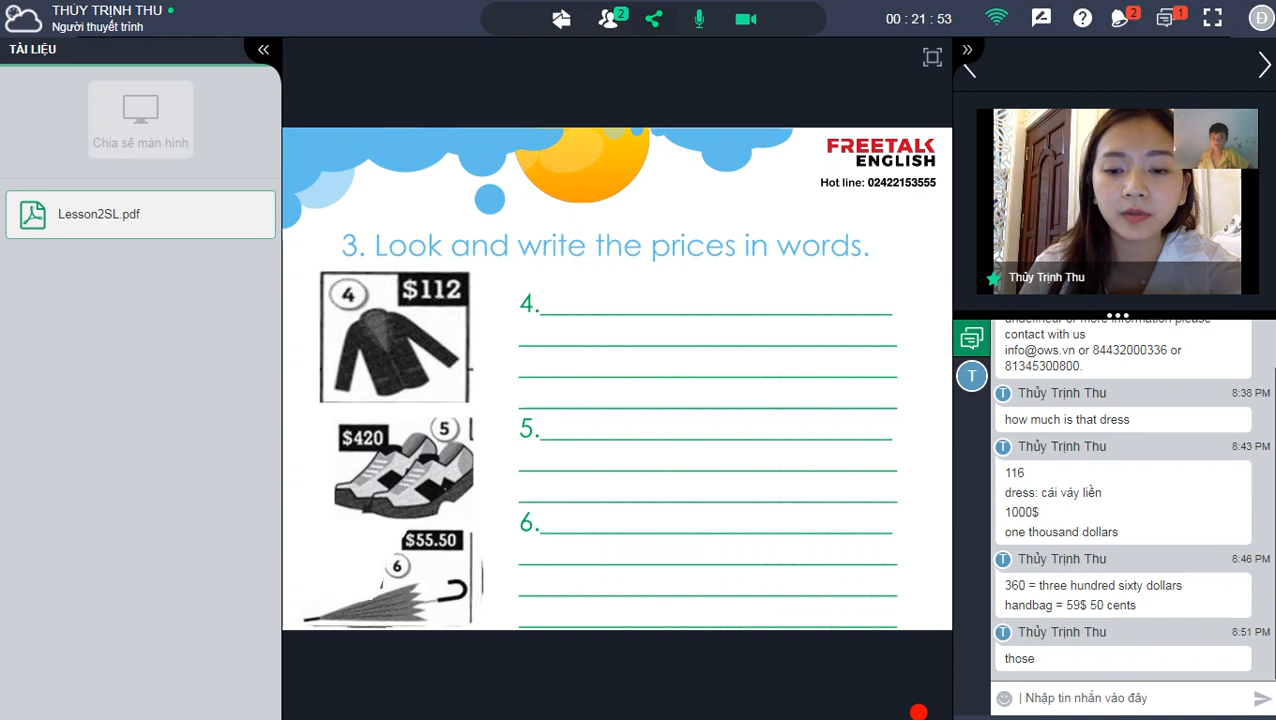 THỦY TRỊNH THU
Người thuyết trình
2
00 : 21 : 53
2
1
Đ
TÀI LIỆU
Chia sẻ màn hình
Lesson2SL.pdf
FREETALK
ENGLISH
Hot line: 02422153555
3. Look and write the prices in words.
4 $112
4.
$420 5
5.
$55.50
6
6.
Thủy Trịnh Thu
contact with us
info@ows.vn or 84432000336 or
81345300800.
T
T Thủy Trịnh Thu 8:38 PM
how much is that dress
T Thủy Trịnh Thu 8:43 PM
116
dress: cái váy liền
1000$
one thousand dollars
T Thủy Trịnh Thu 8:46 PM
360 = three hundred sixty dollars
handbag = 59$ 50 cents
T Thủy Trịnh Thu 8:51 PM
those
Nhập tin nhắn vào đây